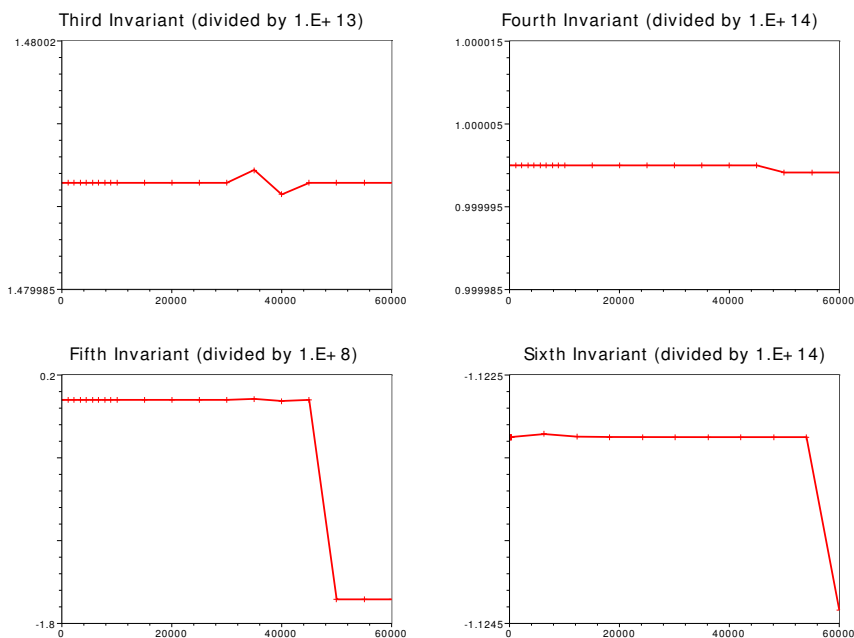 Third Invariant (divided by 1.E+13)
1.48002
1.479985
0 20000 40000 60000
Fourth Invariant (divided by 1.E+14)
1.000015
1.000005
0.999995
0.999985
0 20000 40000 60000
Fifth Invariant (divided by 1.E+8)
0.2
-1.8
0 20000 40000 60000
Sixth Invariant (divided by 1.E+14)
-1.1225
-1.1245
0 20000 40000 60000